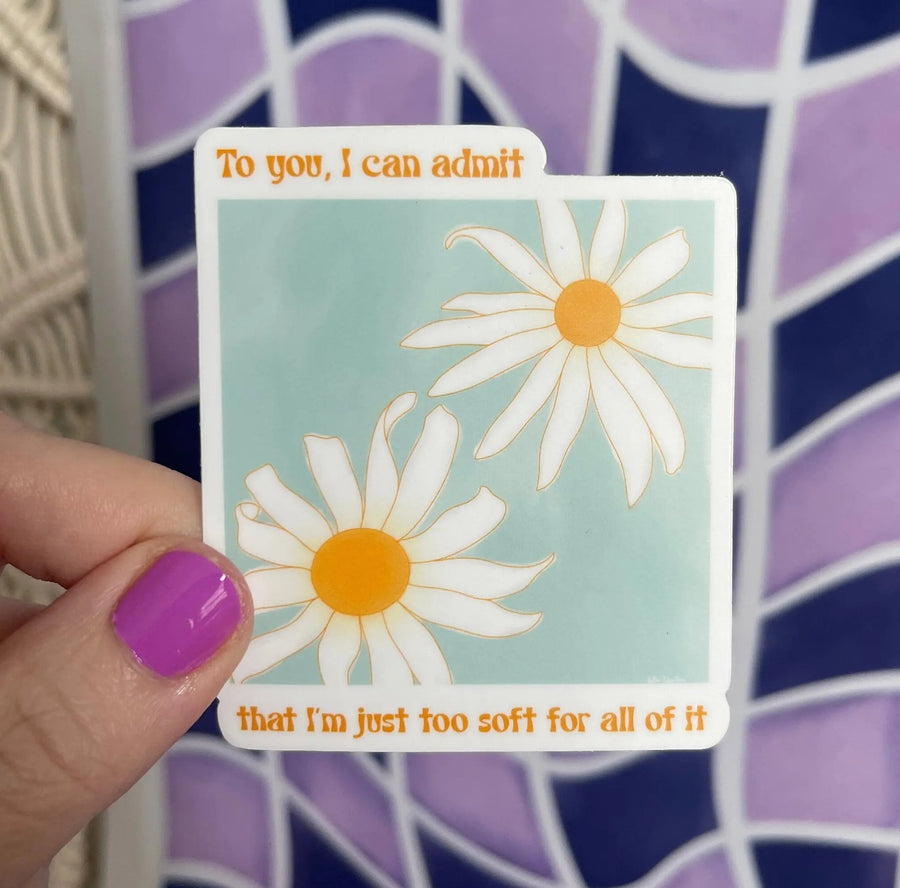 To you, I can admit
that I'm just too soft for all of it